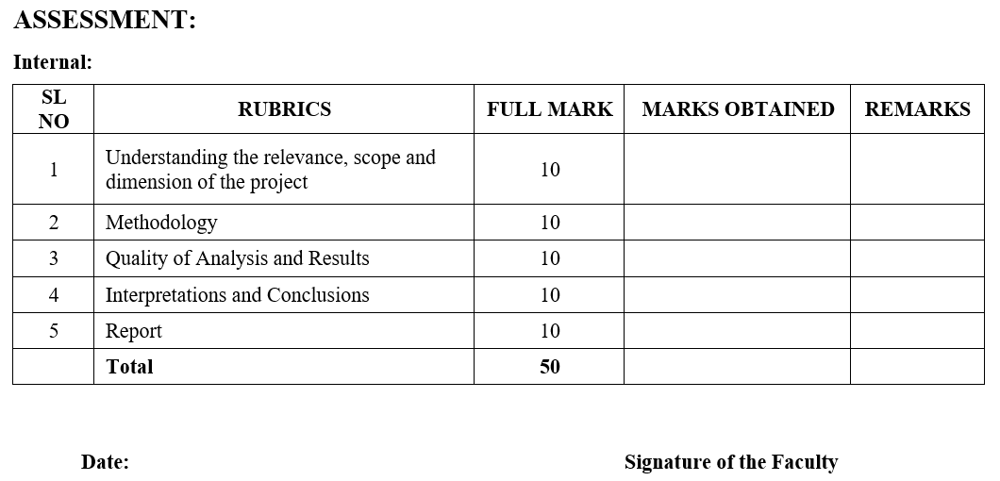 ASSESSMENT:
Internal:
SL NO RUBRICS FULL MARK MARKS OBTAINED REMARKS
1 Understanding the relevance, scope and
dimension of the project 10
2 Methodology 10
3 Quality of Analysis and Results 10
4 Interpretations and Conclusions 10
5 Report 10
Total 50
Date: Signature of the Faculty